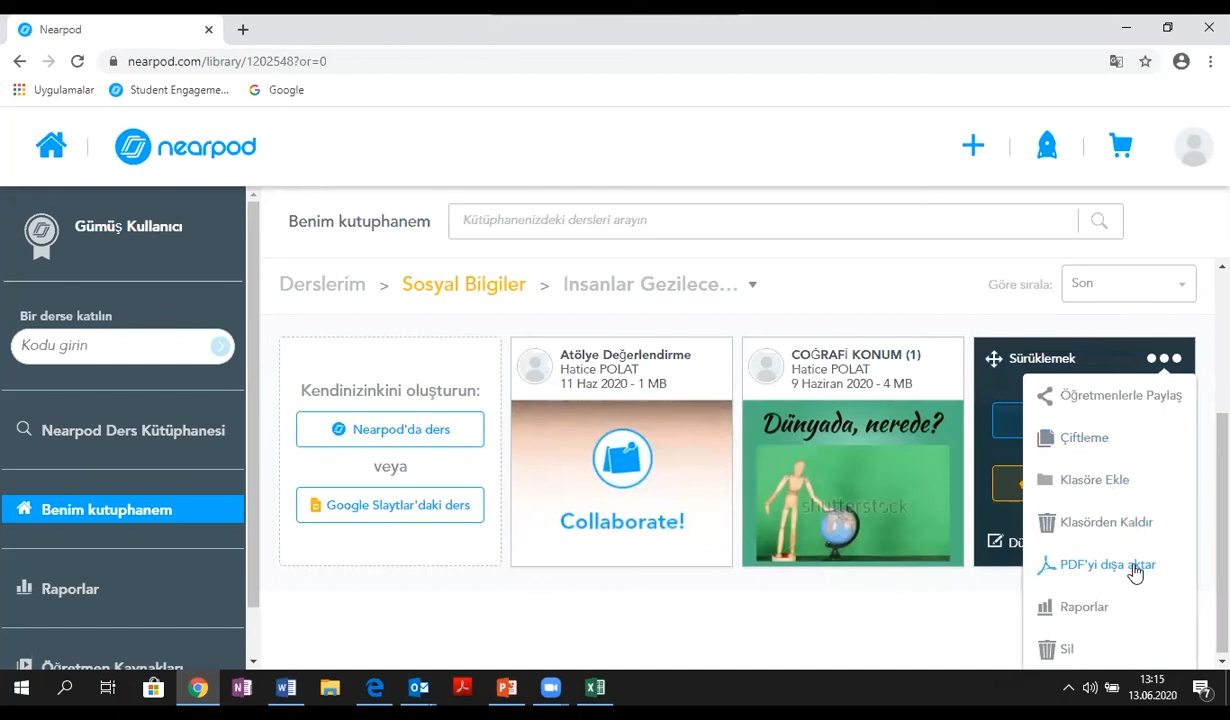 Nearpod
nearpod.com/library/1202548?or=0
Uygulamalar
Student Engageme...
Google
nearpod
Gümüş Kullanıcı
Bir derse katılın
Kodu girin
Nearpod Ders Kütüphanesi
Benim kutuphanem
Raporlar
Öğretmen Kaynakları
Benim kutuphanem
Kütüphanenizdeki dersleri arayın
Derslerim > Sosyal Bilgiler > Insanlar Gezilece...
Göre sırala:
Son
Kendinizinkini oluşturun:
Nearpod'da ders
veya
Google Slaytlar'daki ders
Atölye Değerlendirme
Hatice POLAT
11 Haz 2020 - 1 MB
Collaborate!
COĞRAFİ KONUM (1)
Hatice POLAT
9 Haziran 2020 - 4 MB
Dünyada, nerede?
shutterstock
Sürüklemek
Öğretmenlerle Paylaş
Çiftleme
Klasöre Ekle
Klasörden Kaldır
PDF'yi dışa aktar
Raporlar
Sil
13:15
13.06.2020
7